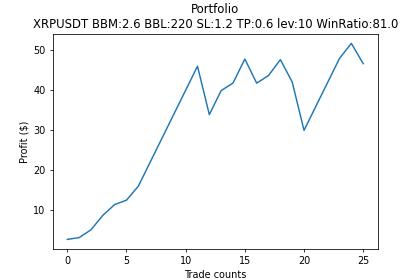 Portfolio
XRPUSDT BBM:2.6 BBL:220 SL:1.2 TP:0.6 lev:10 WinRatio:81.0
50
40
30
20
10
Profit ($)
0 5 10 15 20 25
Trade counts